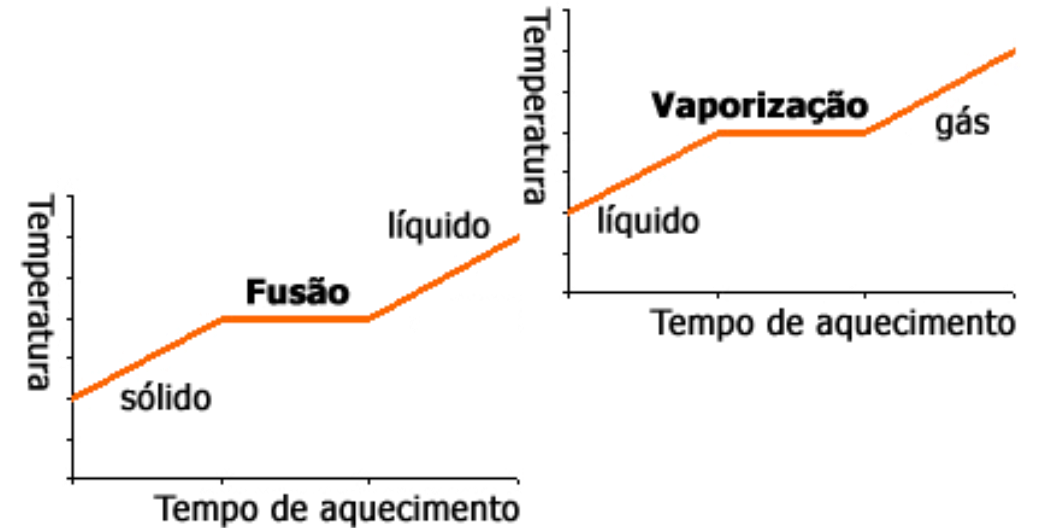 Temperatura
líquido
Fusão
sólido
Tempo de aquecimento
Temperatura
Vaporização
gás
líquido
Tempo de aquecimento